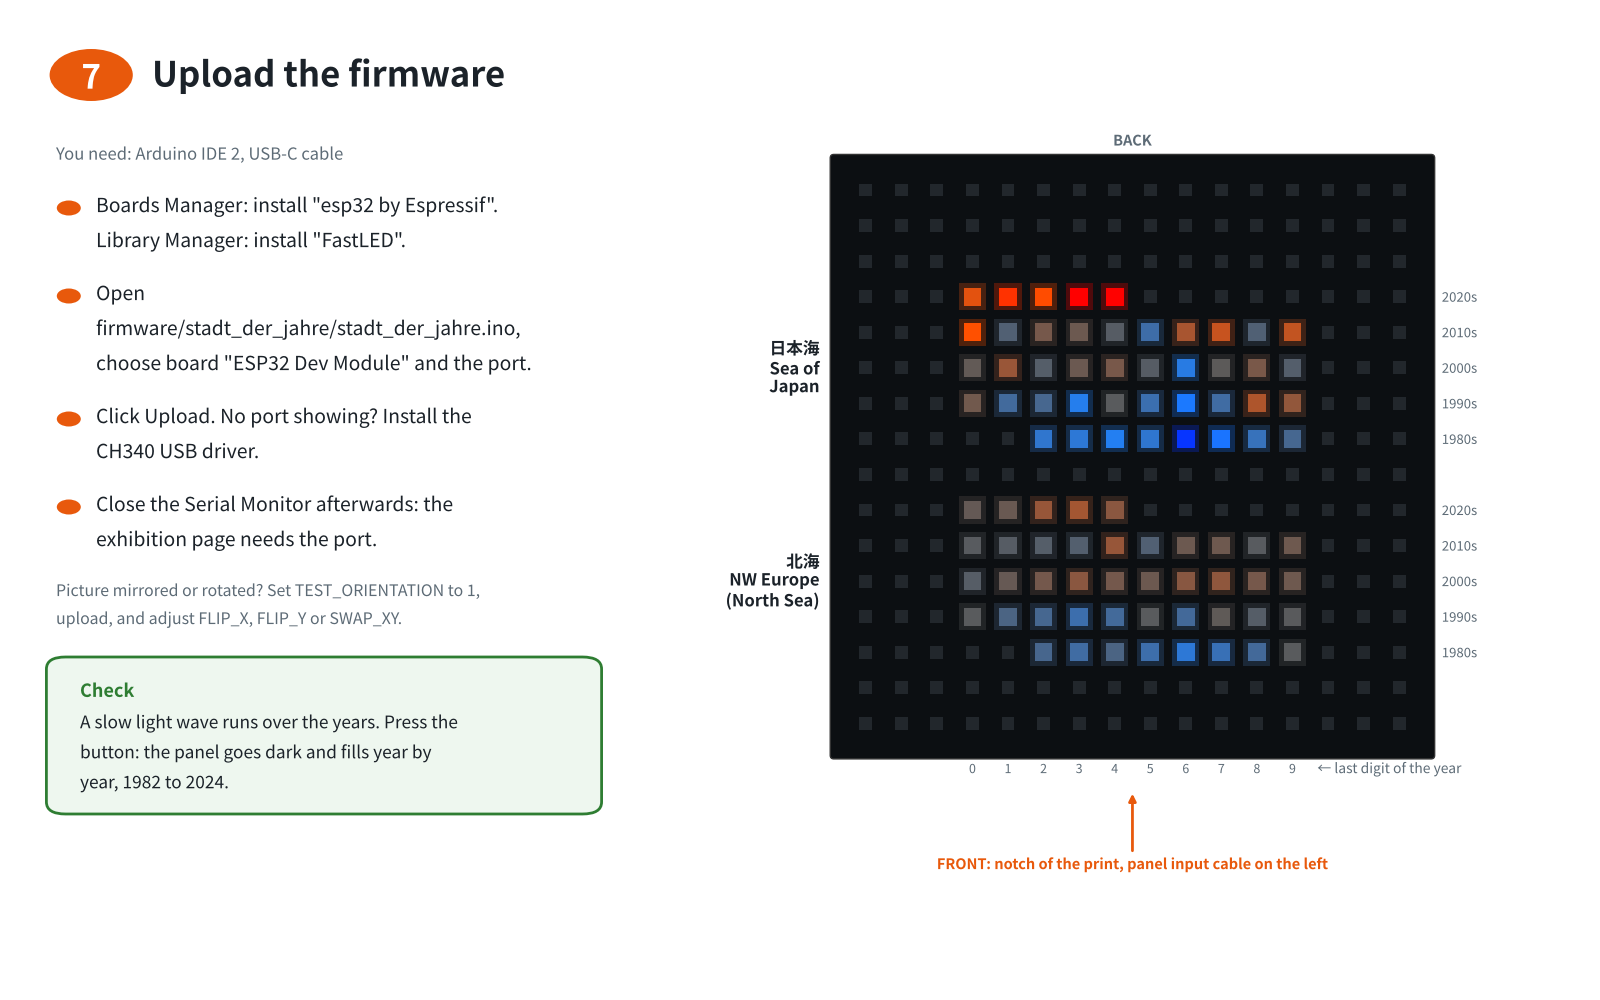 7 Upload the firmware
You need: Arduino IDE 2, USB-C cable
Boards Manager: install "esp32 by Espressif".
Library Manager: install "FastLED".
Open
firmware/stadt_der_jahre/stadt_der_jahre.ino,
choose board "ESP32 Dev Module" and the port.
Click Upload. No port showing? Install the
CH340 USB driver.
Close the Serial Monitor afterwards: the
exhibition page needs the port.
Picture mirrored or rotated? Set TEST_ORIENTATION to 1,
upload, and adjust FLIP_X, FLIP_Y or SWAP_XY.
Check
A slow light wave runs over the years. Press the
button: the panel goes dark and fills year by
year, 1982 to 2024.
BACK
日本海
Sea of
Japan
2020s
2010s
2000s
1990s
1980s
北海
NW Europe
(North Sea)
2020s
2010s
2000s
1990s
1980s
0 1 2 3 4 5 6 7 8 9 ← last digit of the year
FRONT: notch of the print, panel input cable on the left